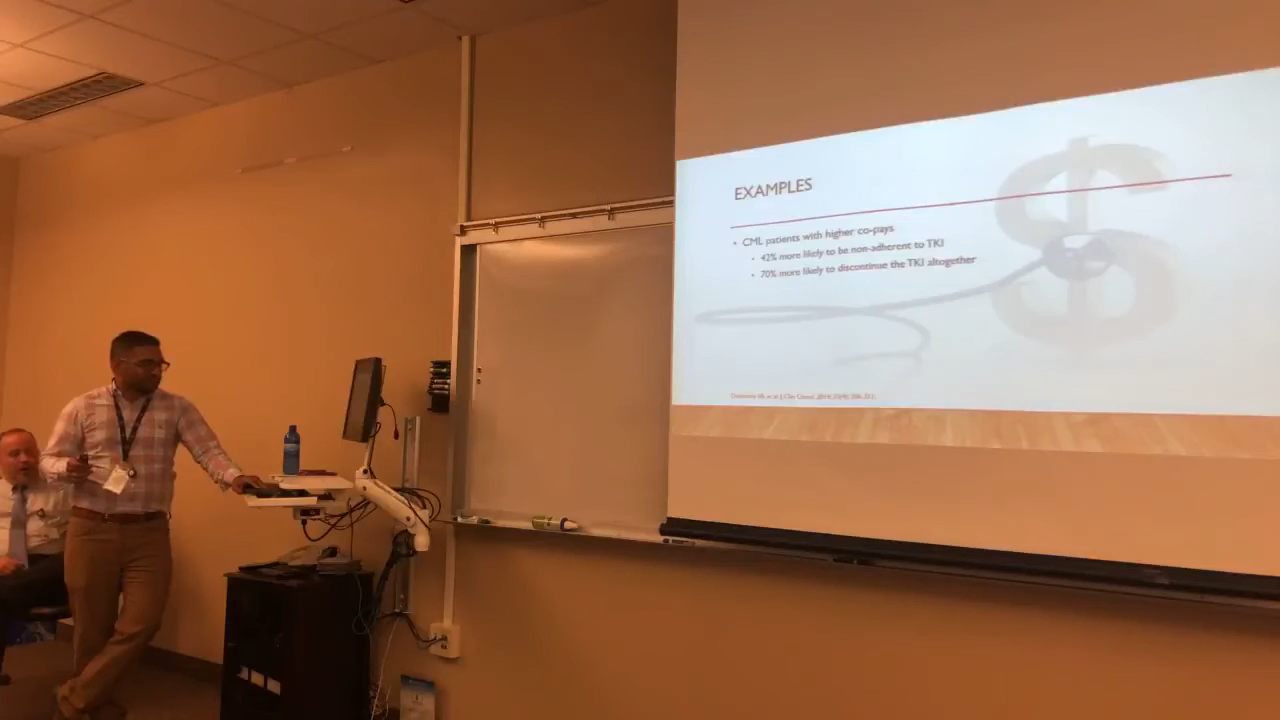 EXAMPLES
• CML patients with higher co-pays
• 42% more likely to be non-adherent to TKI
• 70% more likely to discontinue the TKI altogether